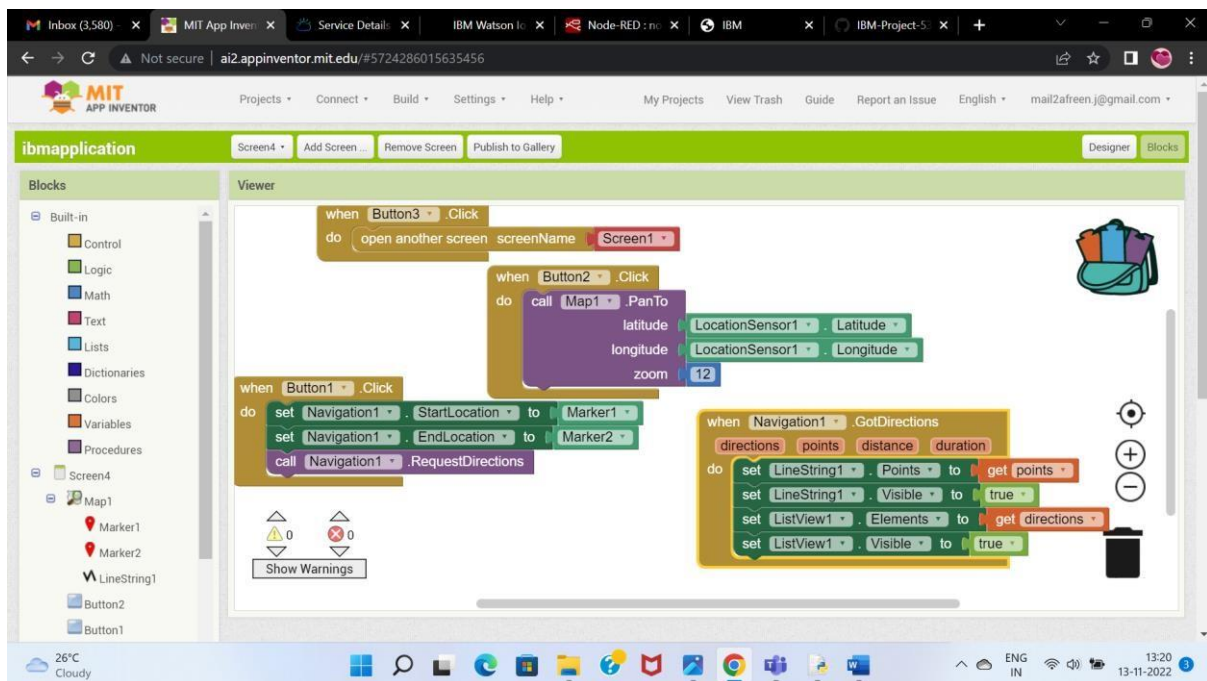 Inbox (3,580) - MIT App Inven Service Details IBM Watson Io Node-RED : no IBM IBM-Project-53
Not secure | ai2.appinventor.mit.edu/#5724286015635456
MIT
APP INVENTOR
Projects Connect Build Settings Help My Projects View Trash Guide Report an Issue English mail2afreen.j@gmail.com
ibmapplication Screen4 Add Screen ... Remove Screen Publish to Gallery Designer Blocks
Blocks Viewer
Built-in
Control
Logic
Math
Text
Lists
Dictionaries
Colors
Variables
Procedures
Screen4
Map1
Marker1
Marker2
LineString1
Button2
Button1
when Button3 .Click
do open another screen screenName Screen1
when Button2 .Click
do call Map1 .PanTo
latitude LocationSensor1 . Latitude
longitude LocationSensor1 . Longitude
zoom 12
when Button1 .Click
do set Navigation1 . StartLocation to Marker1
set Navigation1 . EndLocation to Marker2
call Navigation1 .RequestDirections
when Navigation1 .GotDirections
directions points distance duration
do set LineString1 . Points to get points
set LineString1 . Visible to true
set ListView1 . Elements to get directions
set ListView1 . Visible to true
0 0
Show Warnings
26°C
Cloudy
ENG
IN
13:20
13-11-2022
3